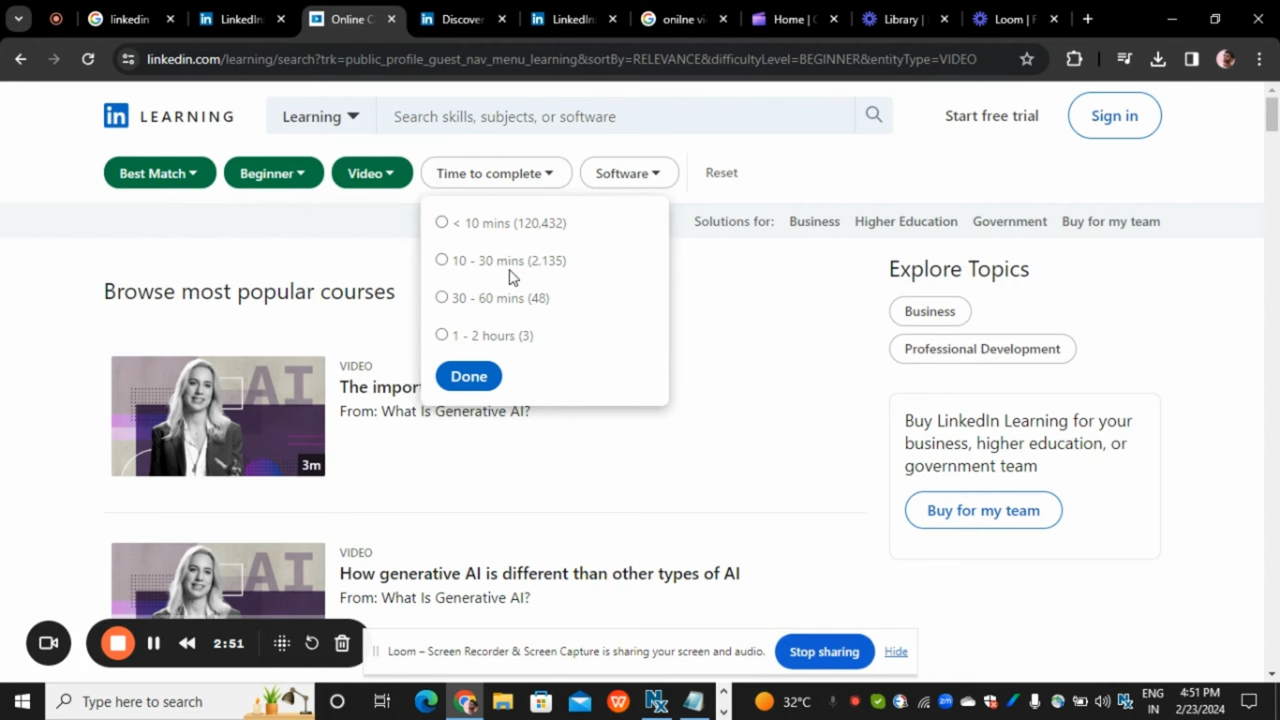 linkedin
LinkedIn:
Online C
Discover
LinkedIn:
onilne vi
Home | C
Library |
Loom | F
linkedin.com/learning/search?trk=public_profile_guest_nav_menu_learning&sortBy=RELEVANCE&difficultyLevel=BEGINNER&entityType=VIDEO
in LEARNING
Learning
Search skills, subjects, or software
Start free trial
Sign in
Best Match
Beginner
Video
Time to complete
Software
Reset
Solutions for: Business Higher Education Government Buy for my team
< 10 mins (120,432)
10 - 30 mins (2,135)
30 - 60 mins (48)
1 - 2 hours (3)
Done
Browse most popular courses
Explore Topics
Business
Professional Development
AI
3m
VIDEO
The impor
From: What Is Generative AI?
Buy LinkedIn Learning for your
business, higher education, or
government team
Buy for my team
AI
VIDEO
How generative AI is different than other types of AI
From: What Is Generative AI?
2:51
Loom – Screen Recorder & Screen Capture is sharing your screen and audio.
Stop sharing
Hide
Type here to search
32°C
ENG
IN
4:51 PM
2/23/2024